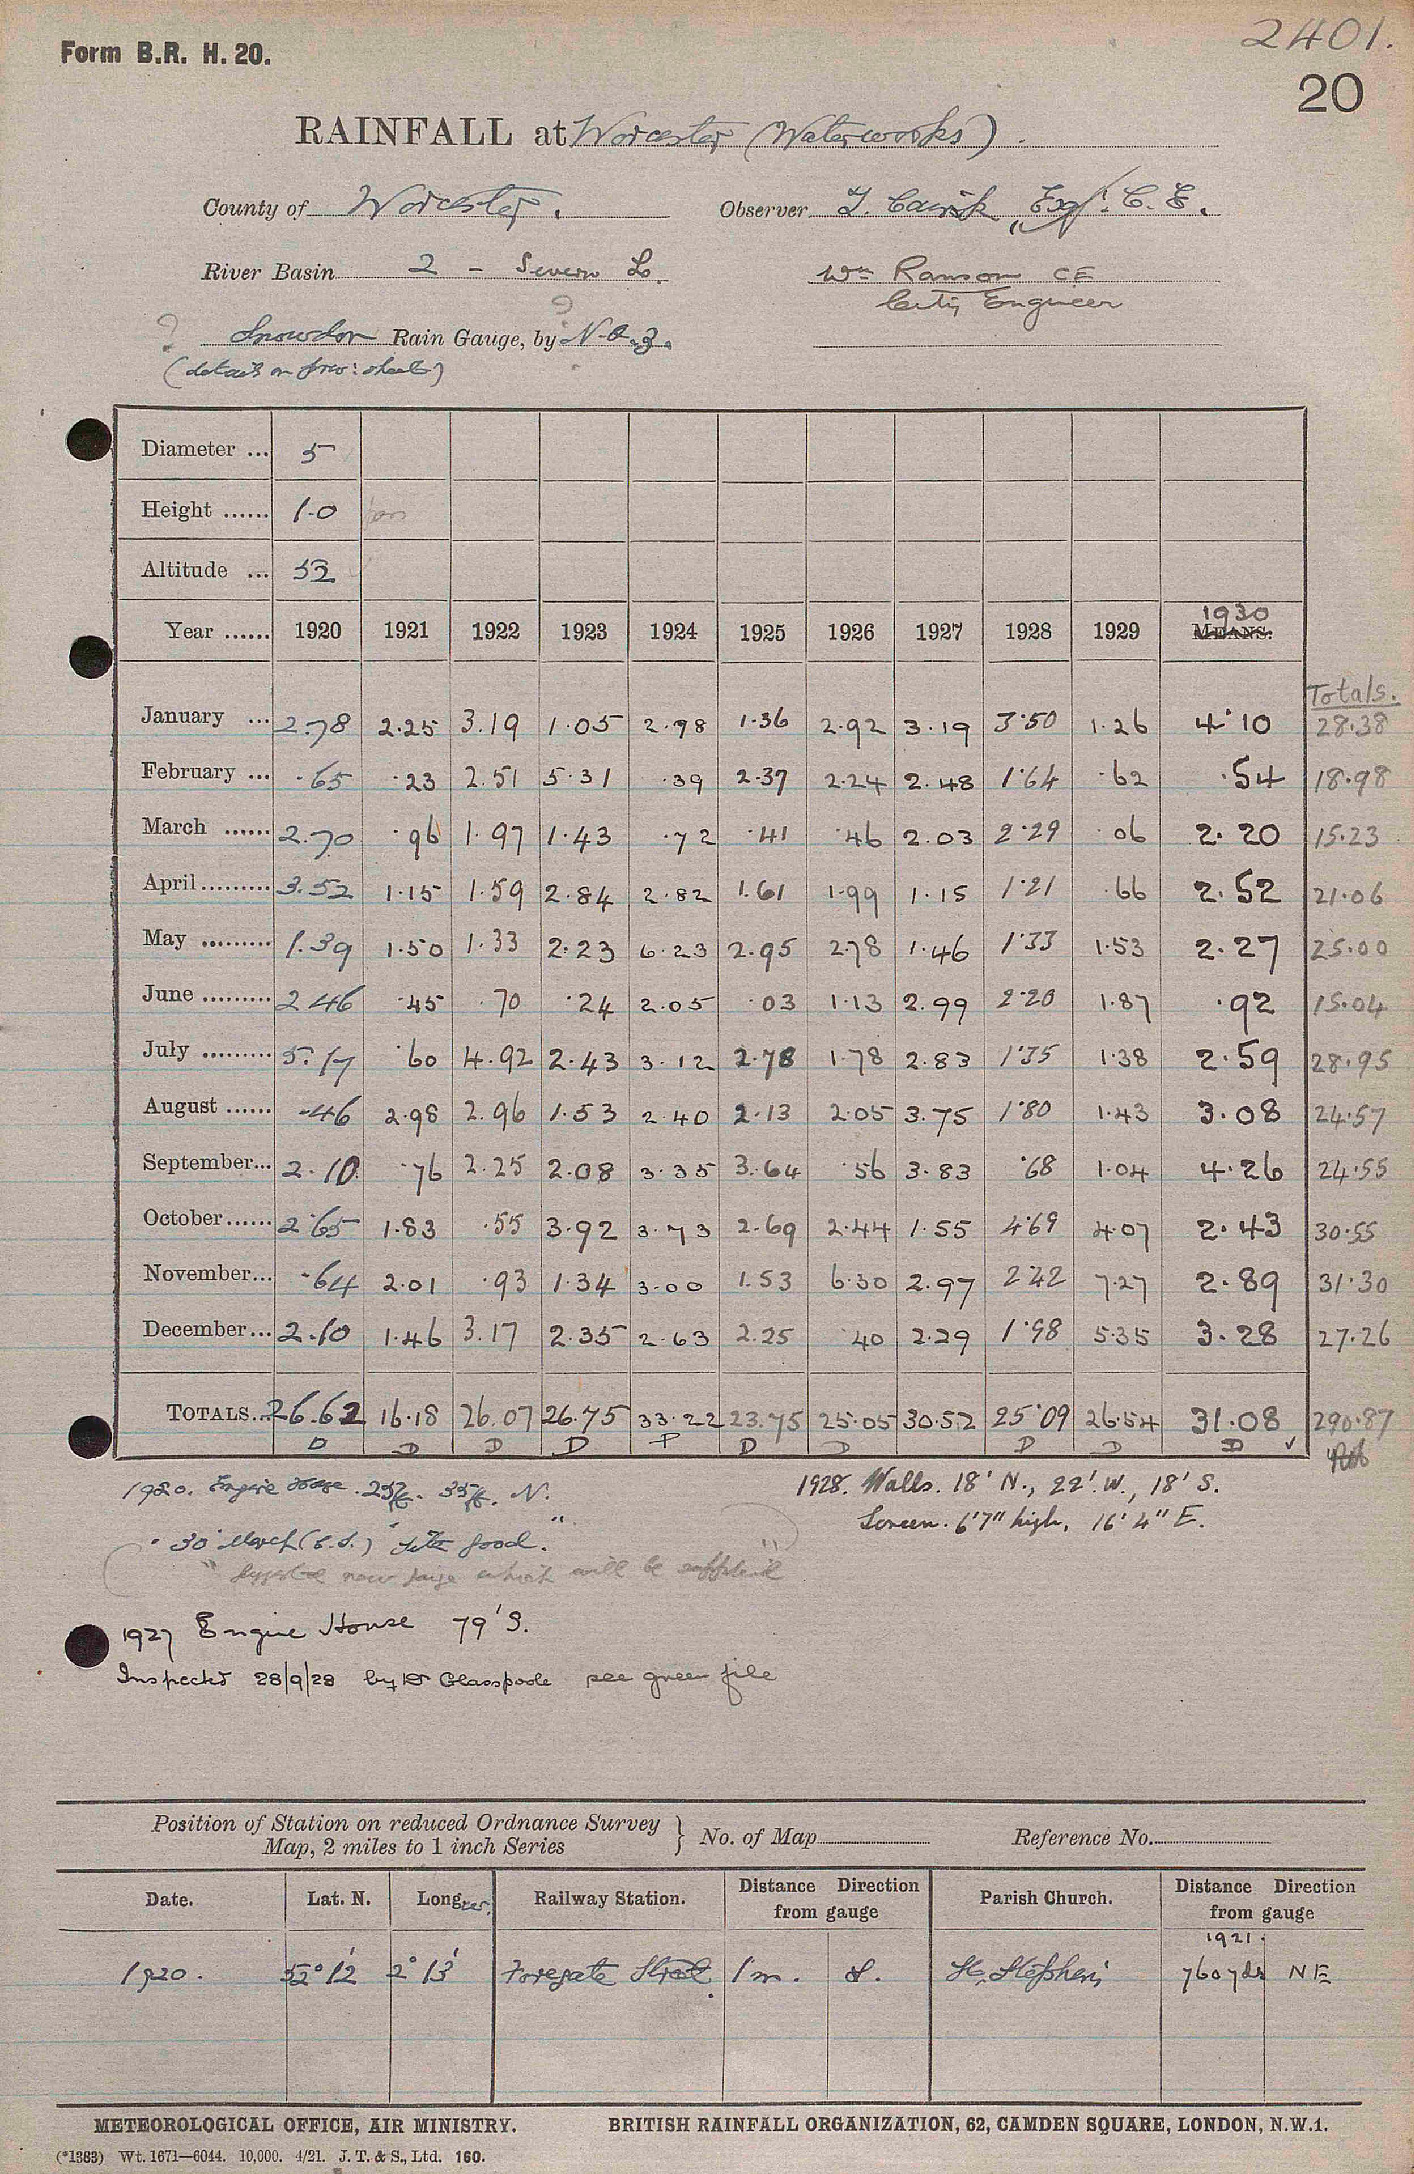 2401.
Form B.R. H. 20.
20
RAINFALL at Worcester (Waterworks).
County of Worcester. Observer T. Caink, Esq. C.E.
River Basin 2 - Severn L. Wm Ransom CE
City Engineer
? Snowdon Rain Gauge, by ? N & Z.
(details on prev: sheet)
Diameter ... 5
Height ...... 1.0
Altitude ... 52
Year ...... 1920 1921 1922 1923 1924 1925 1926 1927 1928 1929 1930 MEANS.
Totals.
January ... 2.78 2.25 3.19 1.05 2.98 1.36 2.92 3.19 3.50 1.26 4.10 28.38
February ... .65 .23 2.51 5.31 .39 2.37 2.24 2.48 1.64 .62 .54 18.98
March ...... 2.70 .96 1.97 1.43 .72 .41 .46 2.03 2.29 .06 2.20 15.23
April ......... 3.52 1.15 1.59 2.84 2.82 1.61 1.99 1.15 1.21 .66 2.52 21.06
May ......... 1.39 1.50 1.33 2.23 6.23 2.95 2.78 1.46 1.33 1.53 2.27 25.00
June ......... 2.46 .45 .70 .24 2.05 .03 1.13 2.99 2.20 1.87 .92 15.04
July ......... 5.17 .60 4.92 2.43 3.12 2.78 1.78 2.83 1.35 1.38 2.59 28.95
August ...... .46 2.98 2.96 1.53 2.40 2.13 2.05 3.75 1.80 1.43 3.08 24.57
September... 2.10 .76 2.25 2.08 3.35 3.64 .56 3.83 .68 1.04 4.26 24.55
October...... 2.65 1.83 .55 3.92 3.73 2.69 2.44 1.55 4.69 4.07 2.43 30.55
November... .64 2.01 .93 1.34 3.00 1.53 6.30 2.97 2.42 7.27 2.89 31.30
December... 2.10 1.46 3.17 2.35 2.63 2.25 .40 2.29 1.98 5.35 3.28 27.26
TOTALS... 26.62 16.18 26.07 26.75 33.22 23.75 25.05 30.52 25.09 26.54 31.08 290.87
D D D D P D D D D D ✓
1920. Engine House. 25ft. 35ft. N.
1928. Walls. 18' N., 22' W., 18' S.
Screen. 6'7" high, 16' 4" E.
" 30 March (C.S.) "Site good."
" new gauge which will be supplied "
1927 Engine House 79' S.
Inspected 28/9/28 by Dr Glasspoole see green file
Position of Station on reduced Ordnance Survey
Map, 2 miles to 1 inch Series } No. of Map Reference No.
Date. Lat. N. Long W. Railway Station. Distance Direction from gauge Parish Church. Distance Direction from gauge
1921.
1920. 52° 12' 2° 13' Foregate Street 1 m. S. St. Stephen's 760 yds NE
METEOROLOGICAL OFFICE, AIR MINISTRY. BRITISH RAINFALL ORGANIZATION, 62, CAMDEN SQUARE, LONDON, N.W.1.
(*1383) Wt. 1671—6044. 10,000. 4/21. J. T. & S., Ltd. 160.